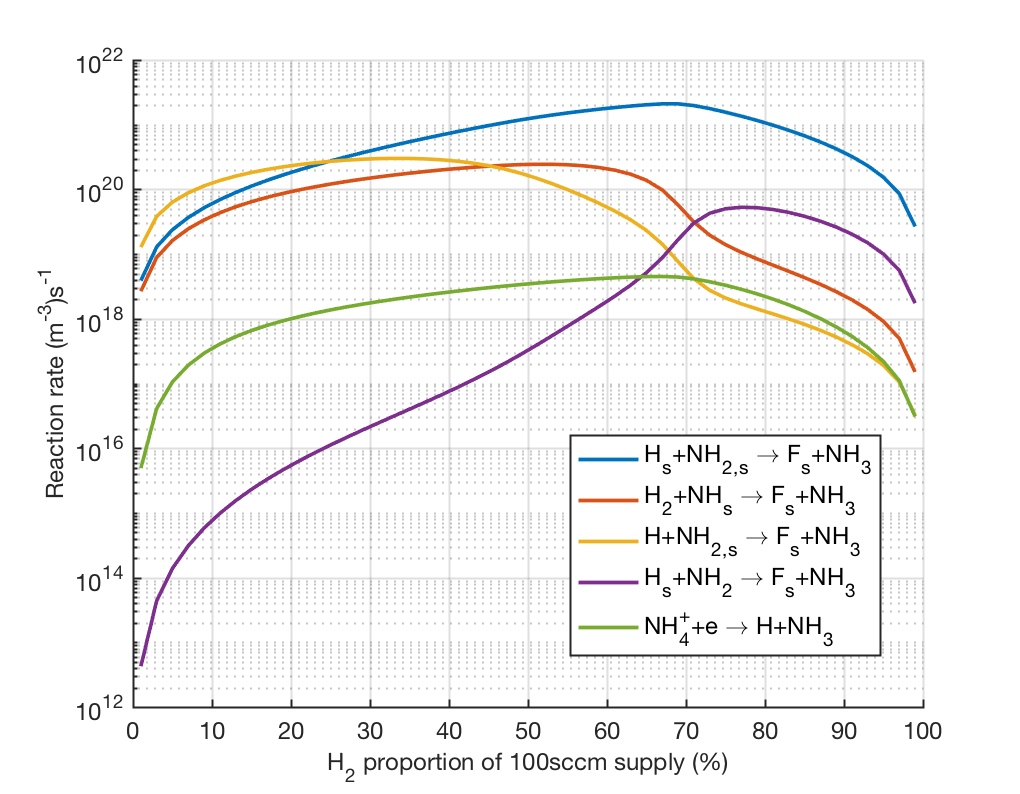 10^22
10^20
10^18
10^16
10^14
10^12
Reaction rate (m^-3)s^-1
0 10 20 30 40 50 60 70 80 90 100
H_2 proportion of 100sccm supply (%)
H_s+NH_2,s → F_s+NH_3
H_2+NH_s → F_s+NH_3
H+NH_2,s → F_s+NH_3
H_s+NH_2 → F_s+NH_3
NH_4^++e → H+NH_3